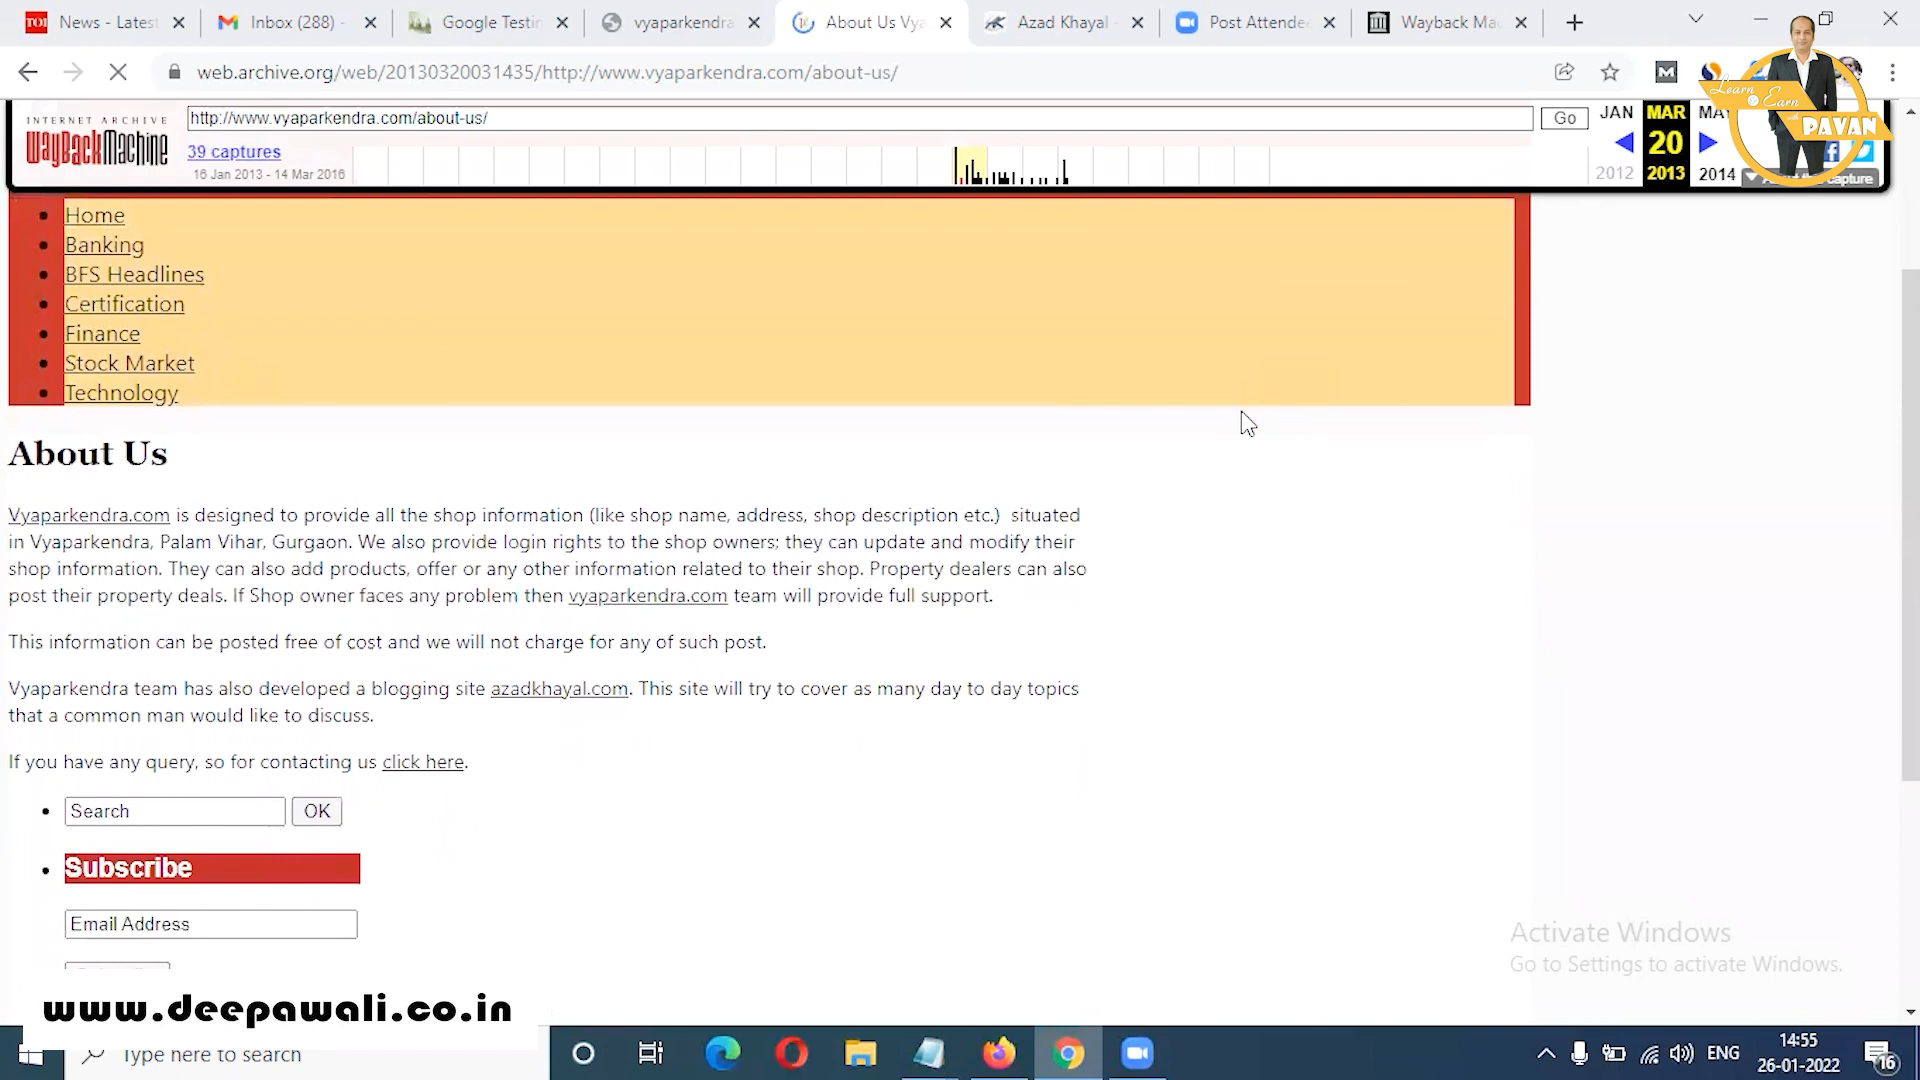 News - Latest
Inbox (288) -
Google Testin
vyaparkendra
About Us Vya
Azad Khayal -
Post Attendee
Wayback Mac
web.archive.org/web/20130320031435/http://www.vyaparkendra.com/about-us/
INTERNET ARCHIVE
WayBackMachine
http://www.vyaparkendra.com/about-us/
Go
39 captures
16 Jan 2013 - 14 Mar 2016
JAN MAR MAY
20
2012 2013 2014
Learn to Earn with PAVAN
Home
Banking
BFS Headlines
Certification
Finance
Stock Market
Technology
About Us
Vyaparkendra.com is designed to provide all the shop information (like shop name, address, shop description etc.) situated
in Vyaparkendra, Palam Vihar, Gurgaon. We also provide login rights to the shop owners; they can update and modify their
shop information. They can also add products, offer or any other information related to their shop. Property dealers can also
post their property deals. If Shop owner faces any problem then vyaparkendra.com team will provide full support.
This information can be posted free of cost and we will not charge for any of such post.
Vyaparkendra team has also developed a blogging site azadkhayal.com. This site will try to cover as many day to day topics
that a common man would like to discuss.
If you have any query, so for contacting us click here.
Search OK
Subscribe
Email Address
Activate Windows
Go to Settings to activate Windows.
www.deepawali.co.in
Type here to search
ENG
14:55
26-01-2022
16